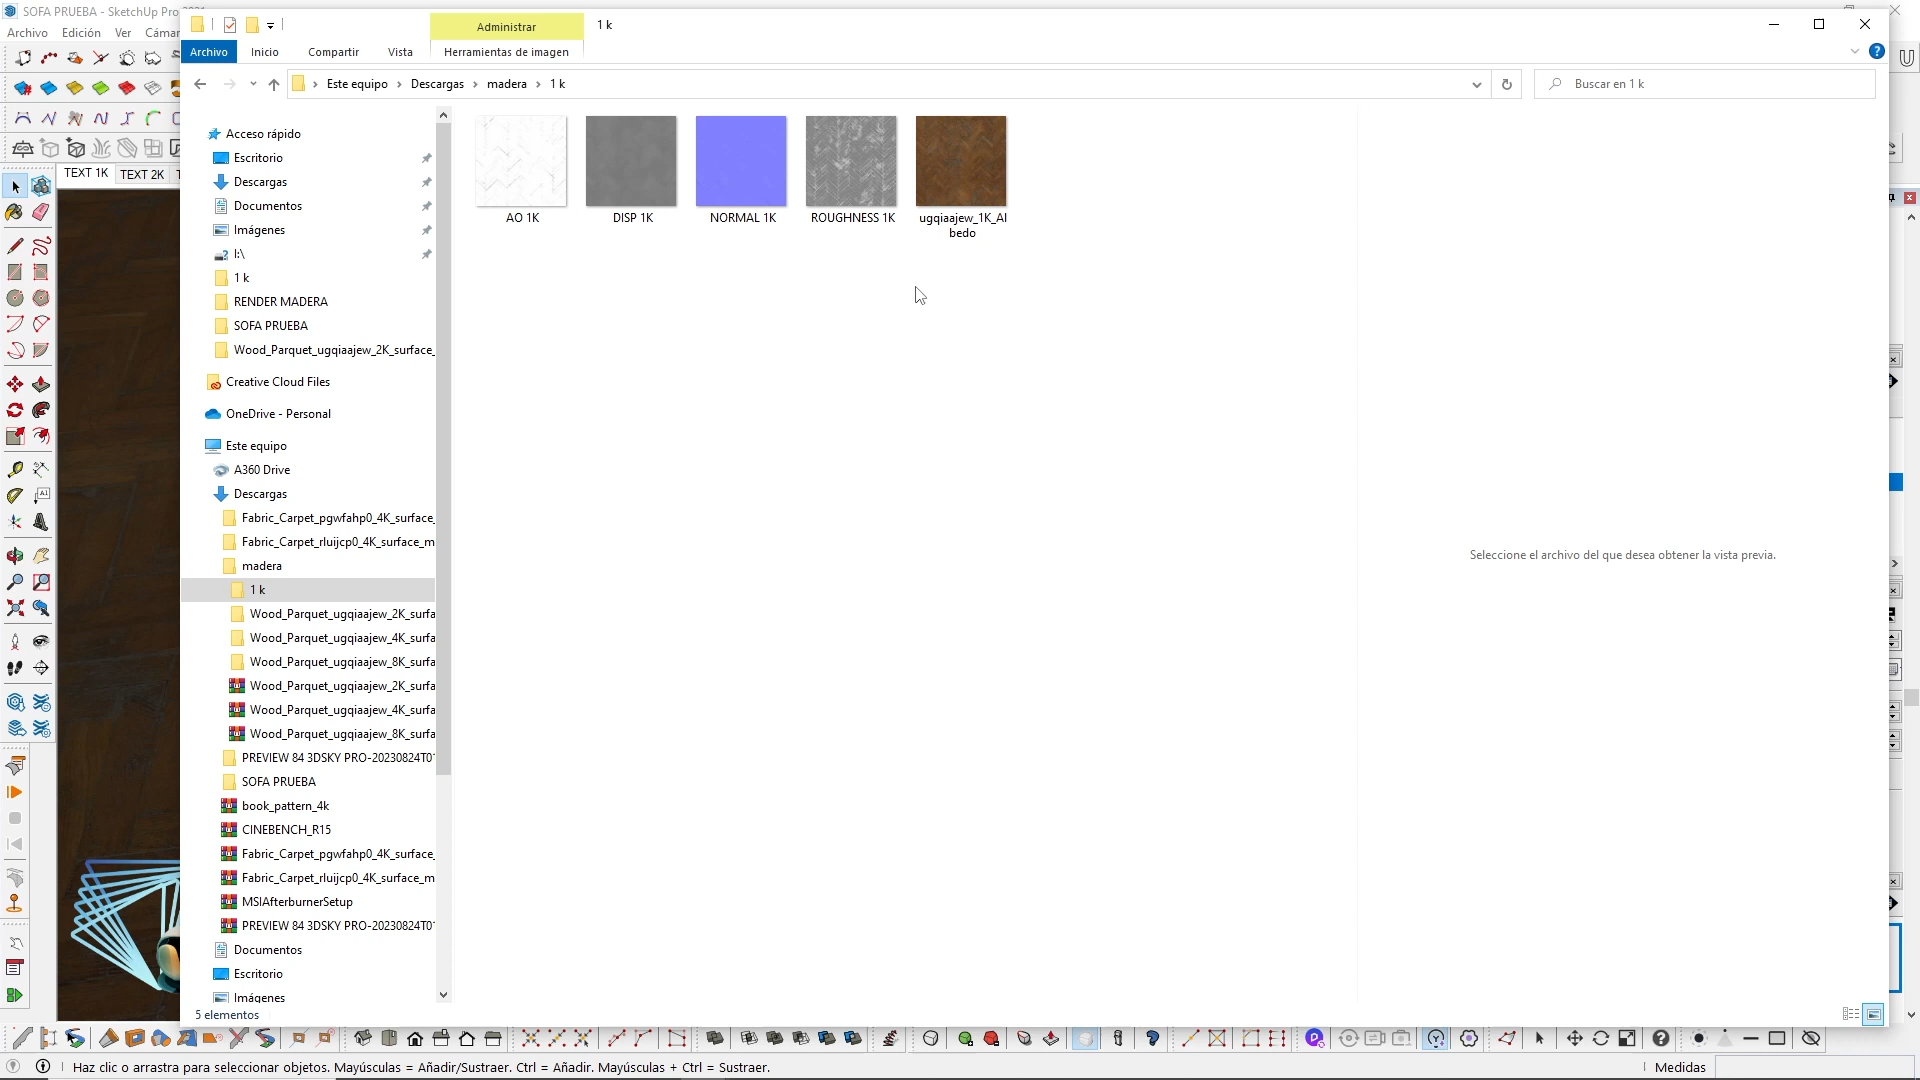 SOFA PRUEBA - SketchUp Pro
Archivo Edición Ver
TEXT 1K TEXT 2K
Administrar
1 k
Archivo Inicio Compartir Vista Herramientas de imagen
Este equipo Descargas madera 1 k
Buscar en 1 k
Acceso rápido
Escritorio
Descargas
Documentos
Imágenes
I:\
1 k
RENDER MADERA
SOFA PRUEBA
Wood_Parquet_ugqiaajew_2K_surface_
Creative Cloud Files
OneDrive - Personal
Este equipo
A360 Drive
Descargas
Fabric_Carpet_pgwfahp0_4K_surface_
Fabric_Carpet_rluijcp0_4K_surface_m
madera
1 k
Wood_Parquet_ugqiaajew_2K_surfa
Wood_Parquet_ugqiaajew_4K_surfa
Wood_Parquet_ugqiaajew_8K_surfa
Wood_Parquet_ugqiaajew_2K_surfa
Wood_Parquet_ugqiaajew_4K_surfa
Wood_Parquet_ugqiaajew_8K_surfa
PREVIEW 84 3DSKY PRO-20230824T0
SOFA PRUEBA
book_pattern_4k
CINEBENCH_R15
Fabric_Carpet_pgwfahp0_4K_surface_
Fabric_Carpet_rluijcp0_4K_surface_m
MSIAfterburnerSetup
PREVIEW 84 3DSKY PRO-20230824T0
Documentos
Escritorio
Imágenes
AO 1K
DISP 1K
NORMAL 1K
ROUGHNESS 1K
ugqiaajew_1K_Al
bedo
Seleccione el archivo del que desea obtener la vista previa.
5 elementos
Haz clic o arrastra para seleccionar objetos. Mayúsculas = Añadir/Sustraer. Ctrl = Añadir. Mayúsculas + Ctrl = Sustraer.
Medidas